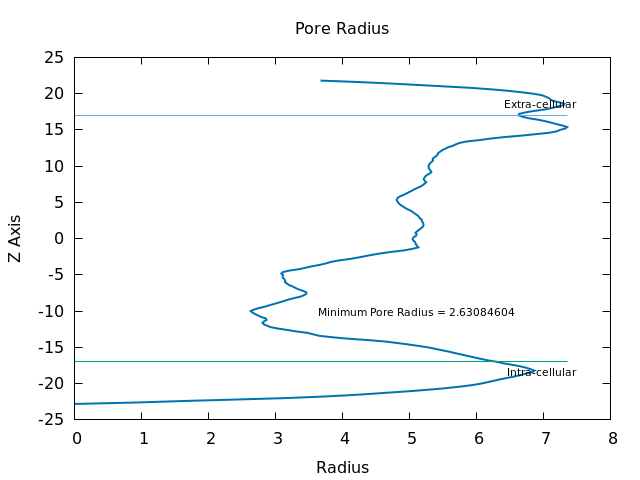 Pore Radius
25
20
Extra-cellular
15
10
5
0
-5
-10
Minimum Pore Radius = 2.63084604
-15
Intra-cellular
-20
-25
0 1 2 3 4 5 6 7 8
Z Axis
Radius